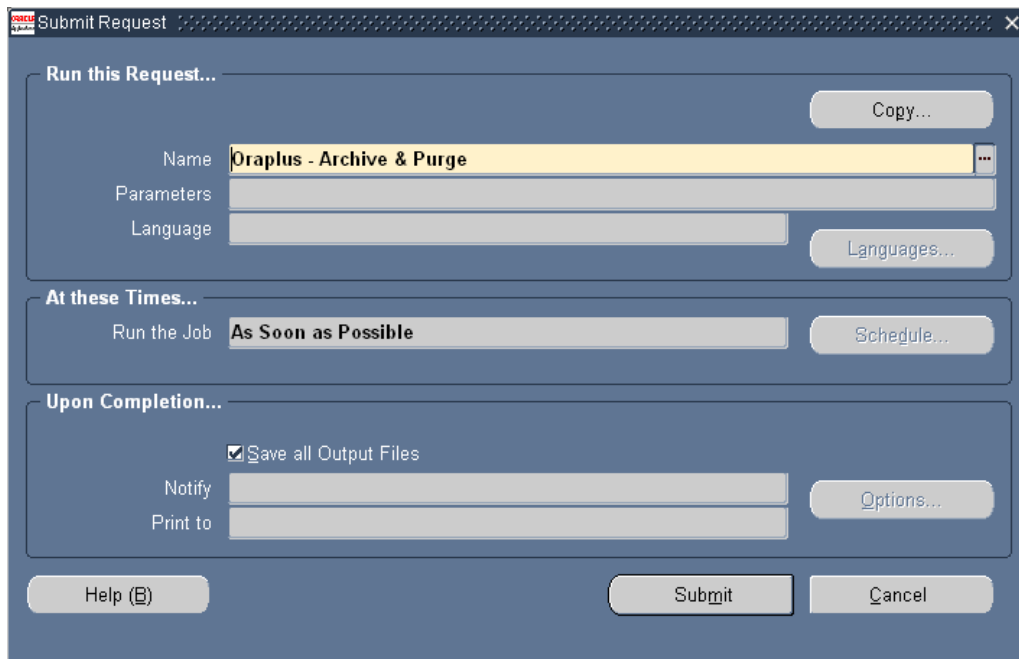 ORACLE
Submit Request
Run this Request...
Copy...
Name Oraplus - Archive & Purge ...
Parameters
Language
Languages...
At these Times...
Run the Job As Soon as Possible Schedule...
Upon Completion...
Save all Output Files
Notify
Options...
Print to
Help (B) Submit Cancel